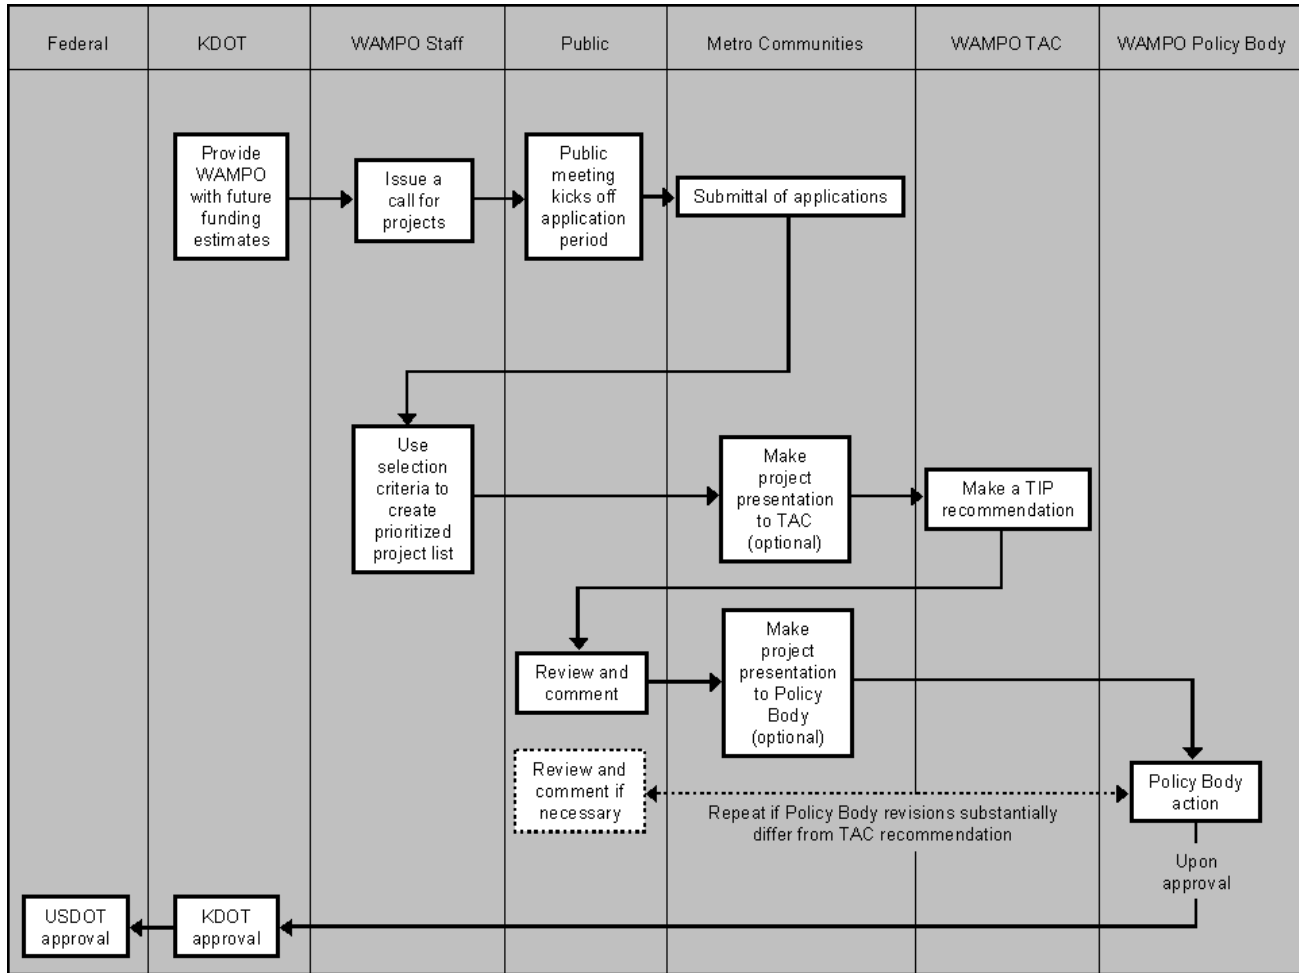 Federal
KDOT
WAMPO Staff
Public
Metro Communities
WAMPO TAC
WAMPO Policy Body
Provide
WAMPO
with future
funding
estimates
Issue a
call for
projects
Public
meeting
kicks off
application
period
Submittal of applications
Use
selection
criteria to
create
prioritized
project list
Make
project
presentation
to TAC
(optional)
Make a TIP
recommendation
Review and
comment
Make
project
presentation
to Policy
Body
(optional)
Review and
comment if
necessary
Repeat if Policy Body revisions substantially
differ from TAC recommendation
Policy Body
action
Upon
approval
USDOT
approval
KDOT
approval